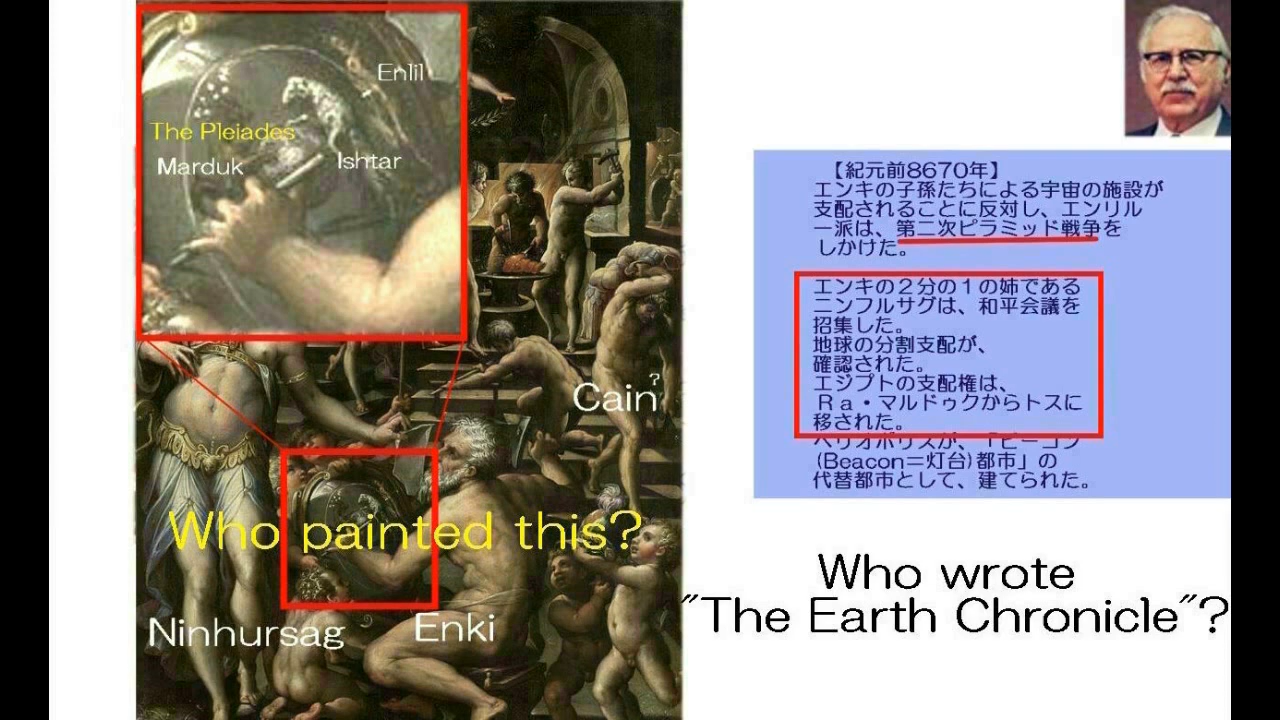 Enlil
The Pleiades
Marduk
Ishtar
Cain?
Who painted this?
Ninhursag
Enki
【紀元前8670年】
エンキの子孫たちによる宇宙の施設が
支配されることに反対し、エンリル
一派は、第二次ピラミッド戦争を
しかけた。
エンキの２分の１の姉である
ニンフルサグは、和平会議を
招集した。
地球の分割支配が、
確認された。
エジプトの支配権は、
Ｒａ・マルドゥクからトスに
移された。
ヘリオポリスが、「ビーコン
(Beacon＝灯台)都市」の
代替都市として、建てられた。
Who wrote
"The Earth Chronicle"?